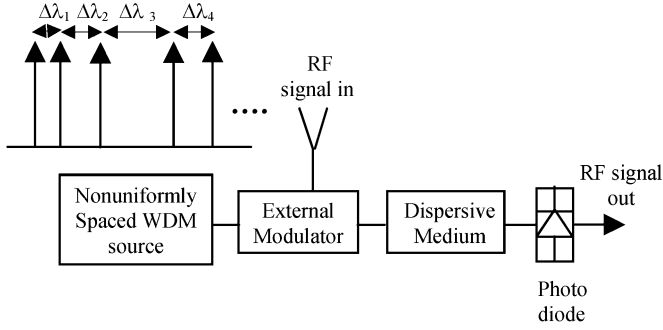 Δλ1 Δλ2 Δλ 3 Δλ4
RF
signal in
Nonuniformly
Spaced WDM
source
External
Modulator
Dispersive
Medium
RF signal
out
Photo
diode